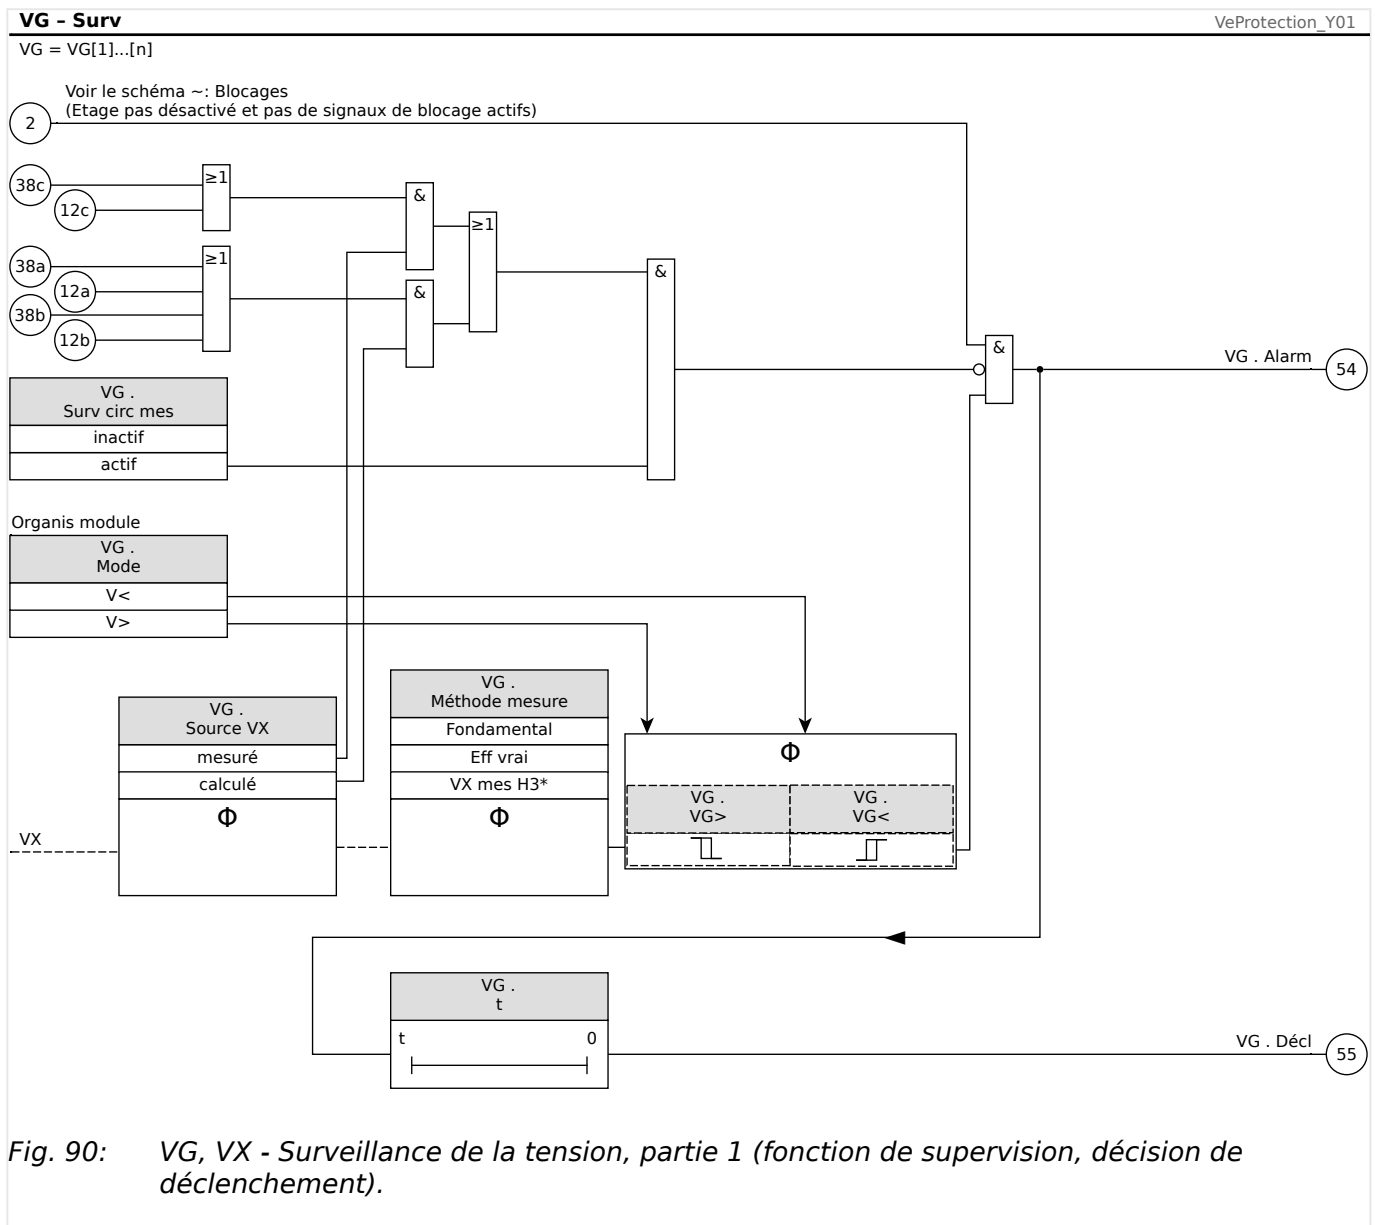 VG – Surv
VeProtection_Y01
VG = VG[1]...[n]
Voir le schéma ~: Blocages
(Etage pas désactivé et pas de signaux de blocage actifs)
2
38c
12c
≥1
&
≥1
38a
12a
38b
12b
≥1
&
&
&
VG . Alarm
54
VG .
Surv circ mes
inactif
actif
Organis module
VG .
Mode
V<
V>
VG .
Source VX
mesuré
calculé
Φ
VX
VG .
Méthode mesure
Fondamental
Eff vrai
VX mes H3*
Φ
Φ
VG .
VG>
VG .
VG<
VG .
t
t
0
VG . Décl
55
Fig. 90: VG, VX - Surveillance de la tension, partie 1 (fonction de supervision, décision de
déclenchement).